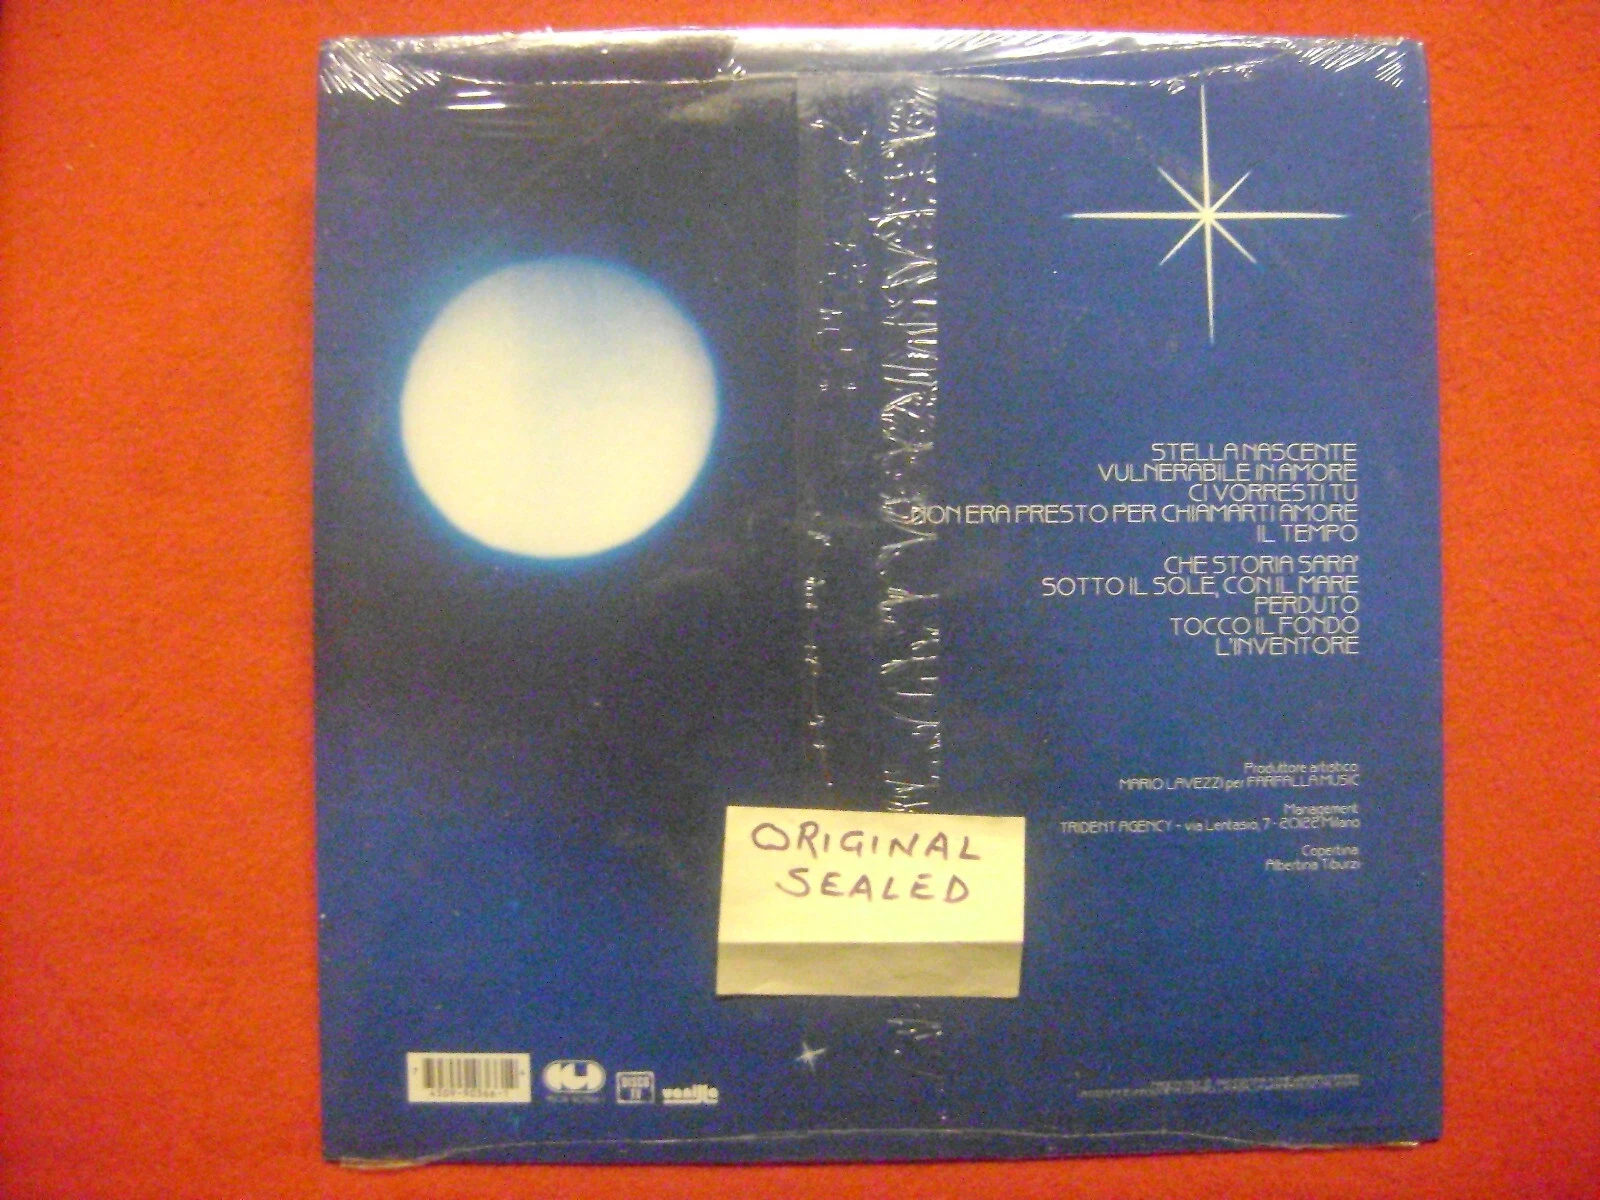 STELLA NASCENTE
VULNERABILE IN AMORE
CI VORRESTI TU
NON ERA PRESTO PER CHIAMARTI AMORE
IL TEMPO
CHE STORIA SARA'
SOTTO IL SOLE, CON IL MARE
PERDUTO
TOCCO IL FONDO
L'INVENTORE
Produttore artistico
MARIO LAVEZZI per FARFALLA MUSIC
Management
TRIDENT AGENCY - via Lentasio, 7 - 20122 Milano
Copertina
Albertina Tiburzi
ORIGINAL
SEALED
CGD
vanilla